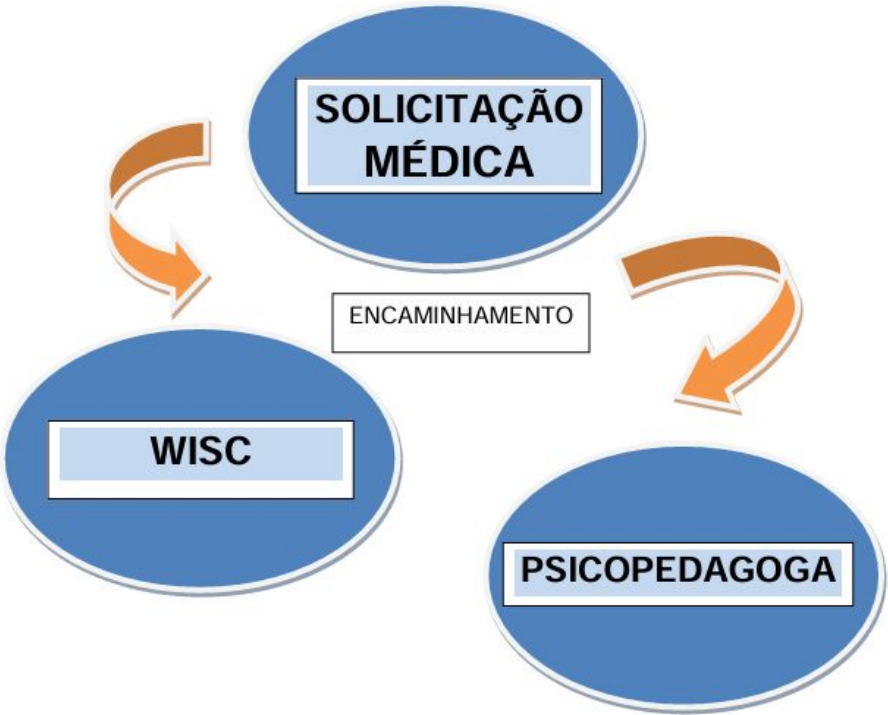 SOLICITAÇÃO
MÉDICA
ENCAMINHAMENTO
WISC
PSICOPEDAGOGA